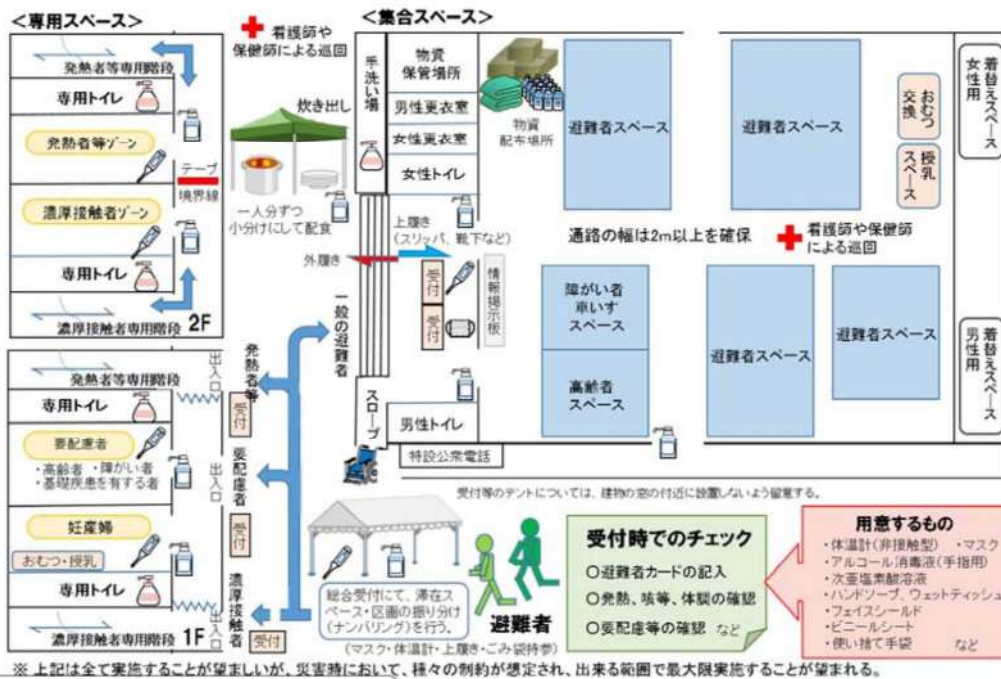 ＜専用スペース＞
発熱者等専用階段
専用トイレ
発熱者等ゾーン
テープ
境界線
濃厚接触者ゾーン
専用トイレ
濃厚接触者専用階段
2F
看護師や
保健師による巡回
炊き出し
一人分ずつ
小分けにして配食
＜集合スペース＞
手洗い場
物資
保管場所
男性更衣室
女性更衣室
女性トイレ
物資
配布場所
避難者スペース
避難者スペース
おむつ
交換
授乳
スペース
着替えスペース
女性用
上履き
(スリッパ、靴下など)
外履き
通路の幅は2m以上を確保
看護師や保健師
による巡回
受付
受付
情報掲示板
障がい者
車いす
スペース
高齢者
スペース
避難者スペース
避難者スペース
着替えスペース
男性用
スロープ
男性トイレ
特設公衆電話
一般の避難者
発熱者等
要配慮者
濃厚接触者
発熱者等専用階段
出入口
専用トイレ
受付
要配慮者
・高齢者 ・障がい者
・基礎疾患を有する者
出入口
妊産婦
おむつ・授乳
受付
専用トイレ
出入口
濃厚接触者専用階段
1F
受付
総合受付にて、滞在
スペース・区画の振り分け
(ナンバリング)を行う。
避難者
(マスク・体温計・上履き・ごみ袋持参)
受付等のテントについては、建物の窓の付近に設置しないよう留意する。
受付時でのチェック
○避難者カードの記入
○発熱、咳等、体調の確認
○要配慮等の確認 など
用意するもの
・体温計(非接触型) ・マスク
・アルコール消毒液(手指用)
・次亜塩素酸溶液
・ハンドソープ、ウェットティッシュ
・フェイスシールド
・ビニールシート
・使い捨て手袋 など
※ 上記は全て実施することが望ましいが、災害時において、種々の制約が想定され、出来る範囲で最大限実施することが望まれる。